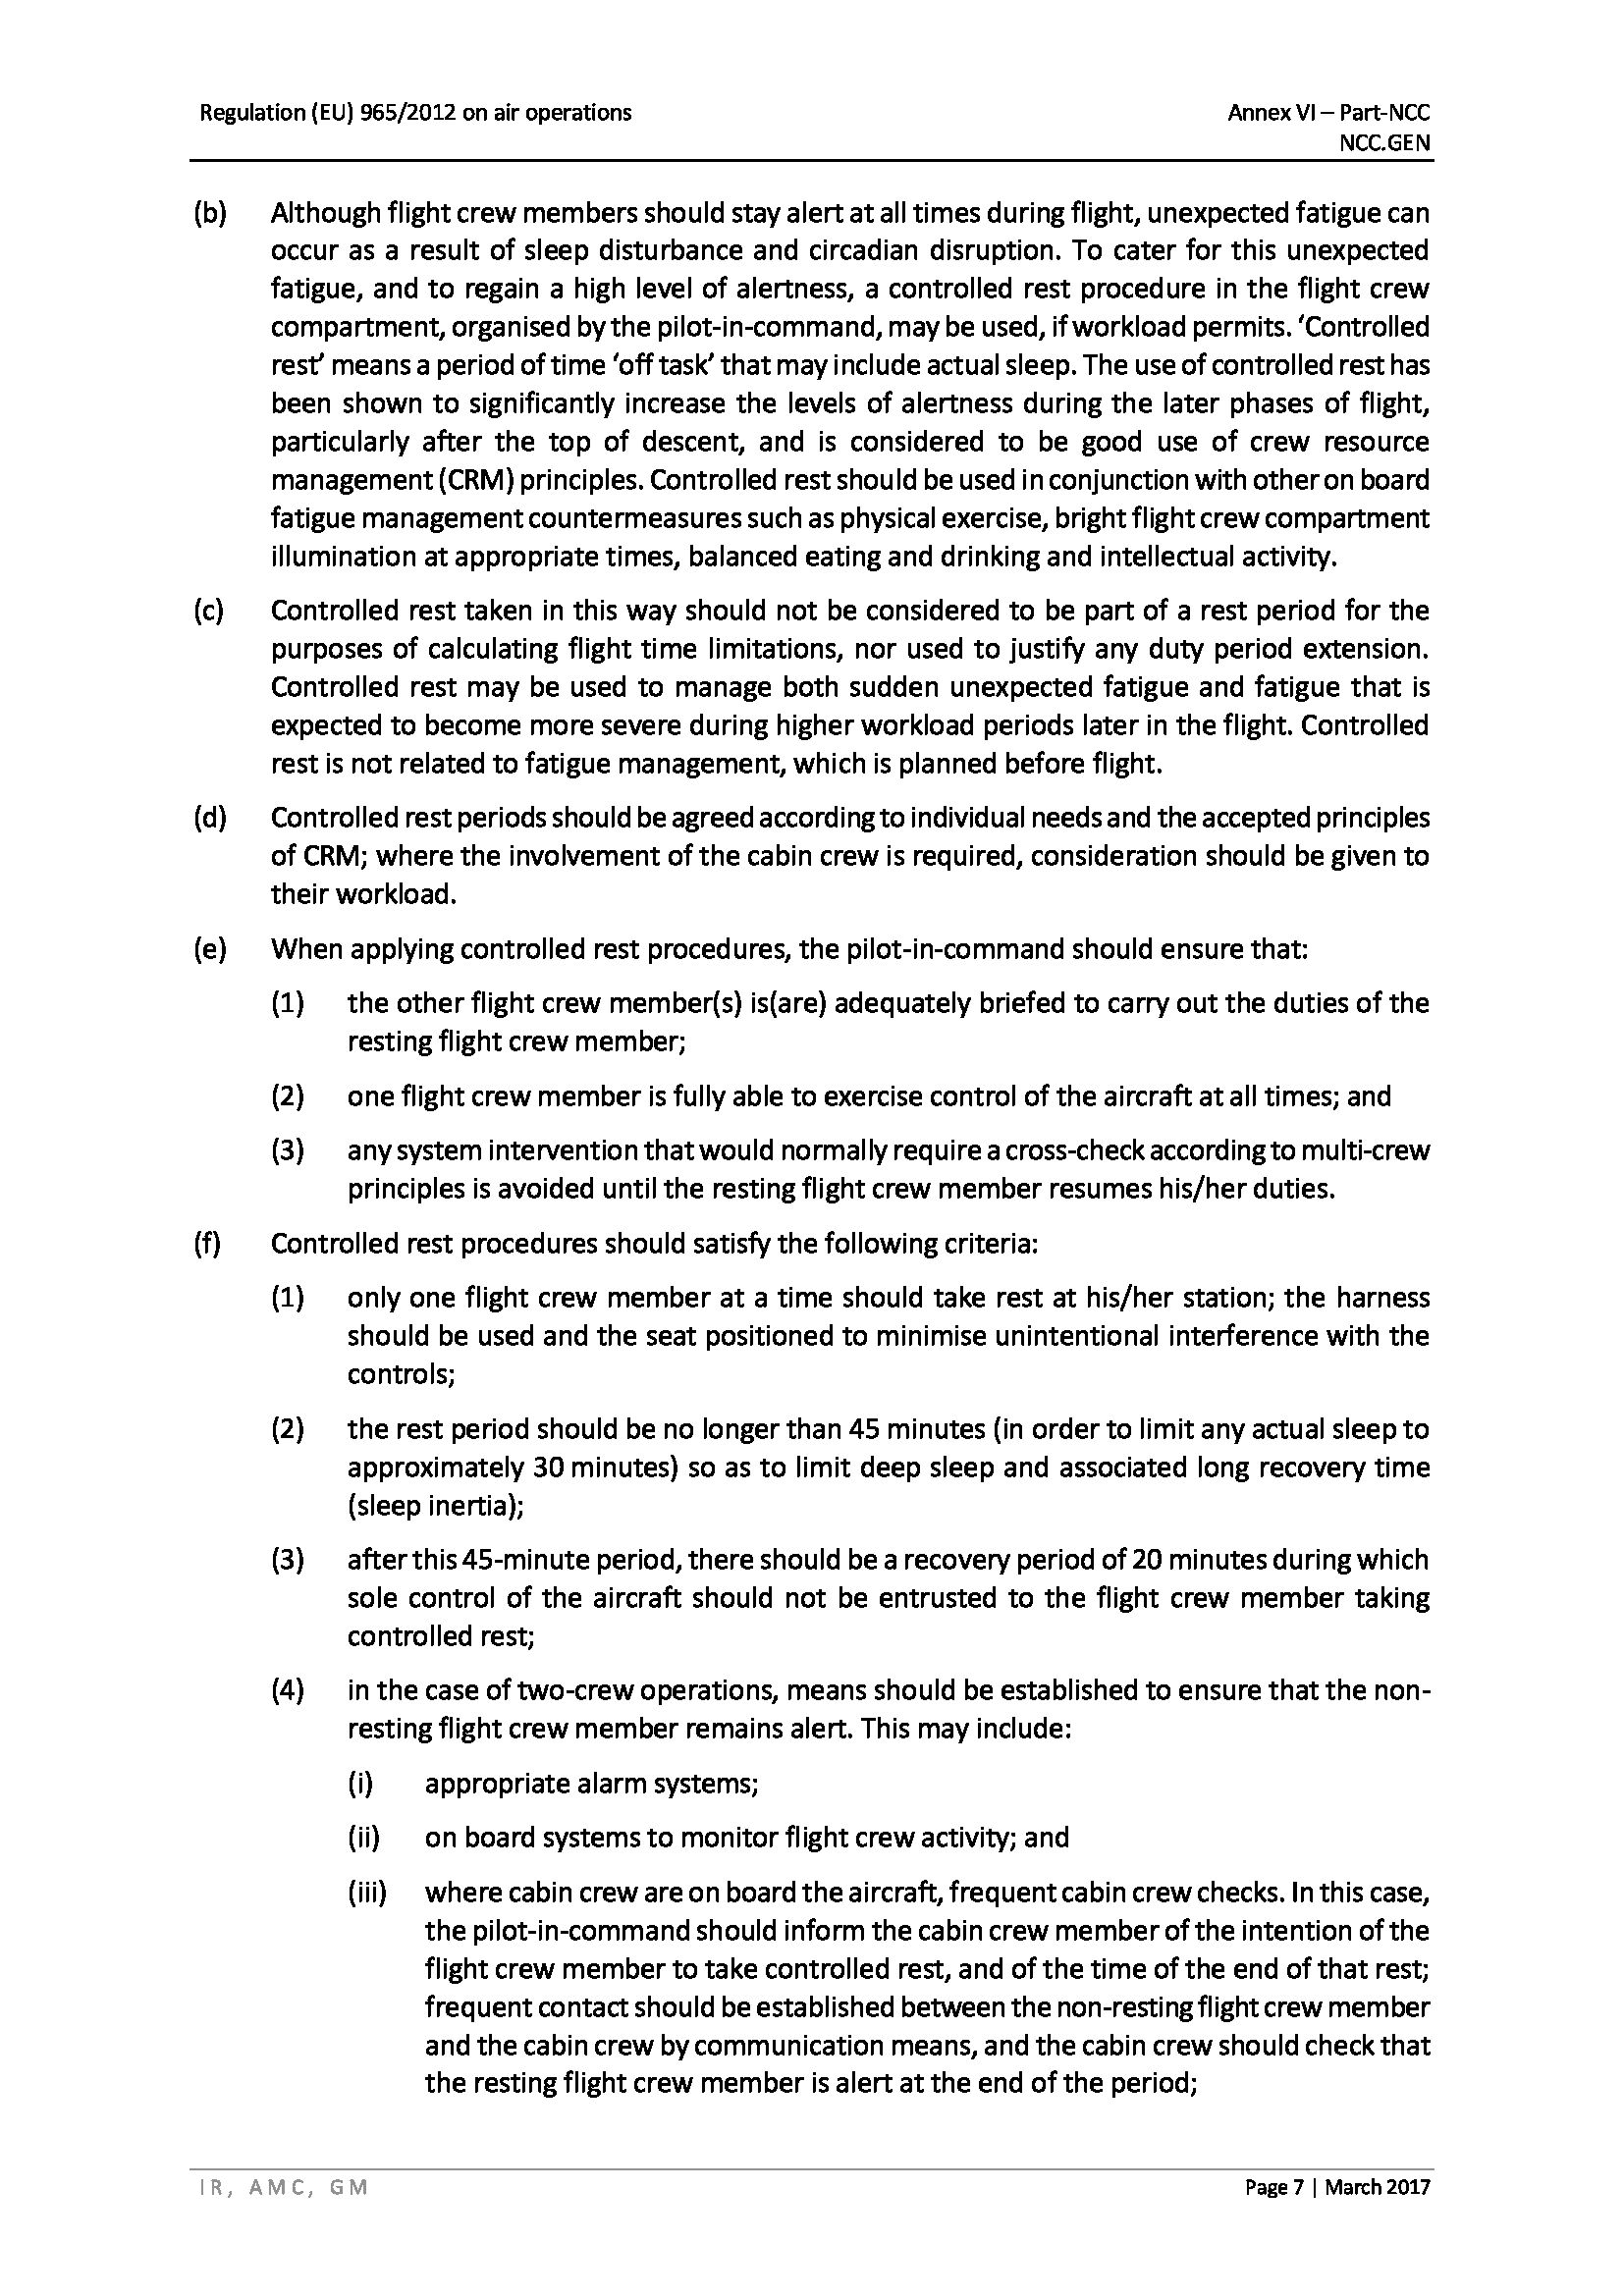 Regulation (EU) 965/2012 on air operations
Annex VI – Part-NCC
NCC.GEN
(b) Although flight crew members should stay alert at all times during flight, unexpected fatigue can
occur as a result of sleep disturbance and circadian disruption. To cater for this unexpected
fatigue, and to regain a high level of alertness, a controlled rest procedure in the flight crew
compartment, organised by the pilot-in-command, may be used, if workload permits. ‘Controlled
rest’ means a period of time ‘off task’ that may include actual sleep. The use of controlled rest has
been shown to significantly increase the levels of alertness during the later phases of flight,
particularly after the top of descent, and is considered to be good use of crew resource
management (CRM) principles. Controlled rest should be used in conjunction with other on board
fatigue management countermeasures such as physical exercise, bright flight crew compartment
illumination at appropriate times, balanced eating and drinking and intellectual activity.
(c) Controlled rest taken in this way should not be considered to be part of a rest period for the
purposes of calculating flight time limitations, nor used to justify any duty period extension.
Controlled rest may be used to manage both sudden unexpected fatigue and fatigue that is
expected to become more severe during higher workload periods later in the flight. Controlled
rest is not related to fatigue management, which is planned before flight.
(d) Controlled rest periods should be agreed according to individual needs and the accepted principles
of CRM; where the involvement of the cabin crew is required, consideration should be given to
their workload.
(e) When applying controlled rest procedures, the pilot-in-command should ensure that:
(1) the other flight crew member(s) is(are) adequately briefed to carry out the duties of the
resting flight crew member;
(2) one flight crew member is fully able to exercise control of the aircraft at all times; and
(3) any system intervention that would normally require a cross-check according to multi-crew
principles is avoided until the resting flight crew member resumes his/her duties.
(f) Controlled rest procedures should satisfy the following criteria:
(1) only one flight crew member at a time should take rest at his/her station; the harness
should be used and the seat positioned to minimise unintentional interference with the
controls;
(2) the rest period should be no longer than 45 minutes (in order to limit any actual sleep to
approximately 30 minutes) so as to limit deep sleep and associated long recovery time
(sleep inertia);
(3) after this 45-minute period, there should be a recovery period of 20 minutes during which
sole control of the aircraft should not be entrusted to the flight crew member taking
controlled rest;
(4) in the case of two-crew operations, means should be established to ensure that the non-
resting flight crew member remains alert. This may include:
(i) appropriate alarm systems;
(ii) on board systems to monitor flight crew activity; and
(iii) where cabin crew are on board the aircraft, frequent cabin crew checks. In this case,
the pilot-in-command should inform the cabin crew member of the intention of the
flight crew member to take controlled rest, and of the time of the end of that rest;
frequent contact should be established between the non-resting flight crew member
and the cabin crew by communication means, and the cabin crew should check that
the resting flight crew member is alert at the end of the period;
IR, AMC, GM
Page 7 | March 2017